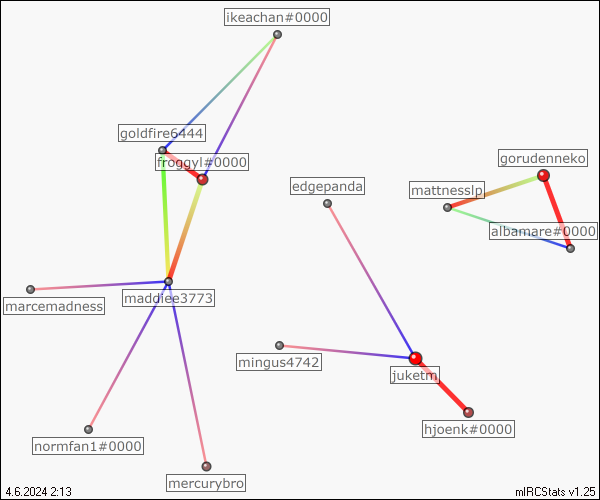 ikeachan#0000
goldfire6444
froggyl#0000
gorudenneko
edgepanda
mattnesslp
albamare#0000
maddiee3773
marcemadness
mingus4742
juketm
hjoenk#0000
normfan1#0000
mercurybro
4.6.2024 2:13
mIRCStats v1.25